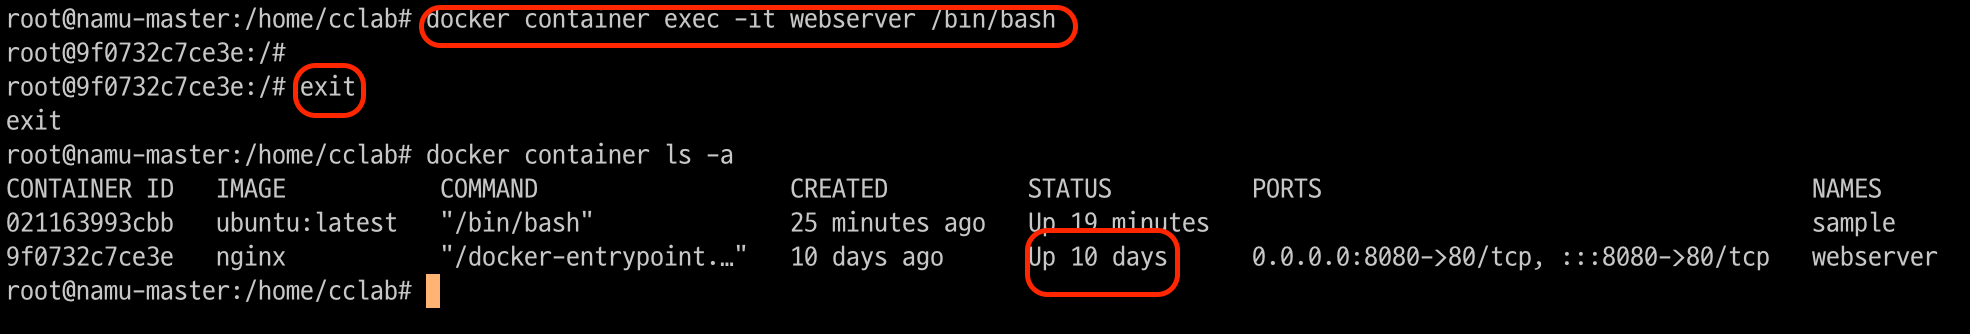 root@namu-master:/home/cclab# docker container exec -it webserver /bin/bash
root@9f0732c7ce3e:/#
root@9f0732c7ce3e:/# exit
exit
root@namu-master:/home/cclab# docker container ls -a
CONTAINER ID   IMAGE           COMMAND                  CREATED          STATUS          PORTS                                   NAMES
021163993cbb   ubuntu:latest   "/bin/bash"              25 minutes ago   Up 19 minutes                                           sample
9f0732c7ce3e   nginx           "/docker-entrypoint.…"   10 days ago      Up 10 days      0.0.0.0:8080->80/tcp, :::8080->80/tcp   webserver
root@namu-master:/home/cclab#